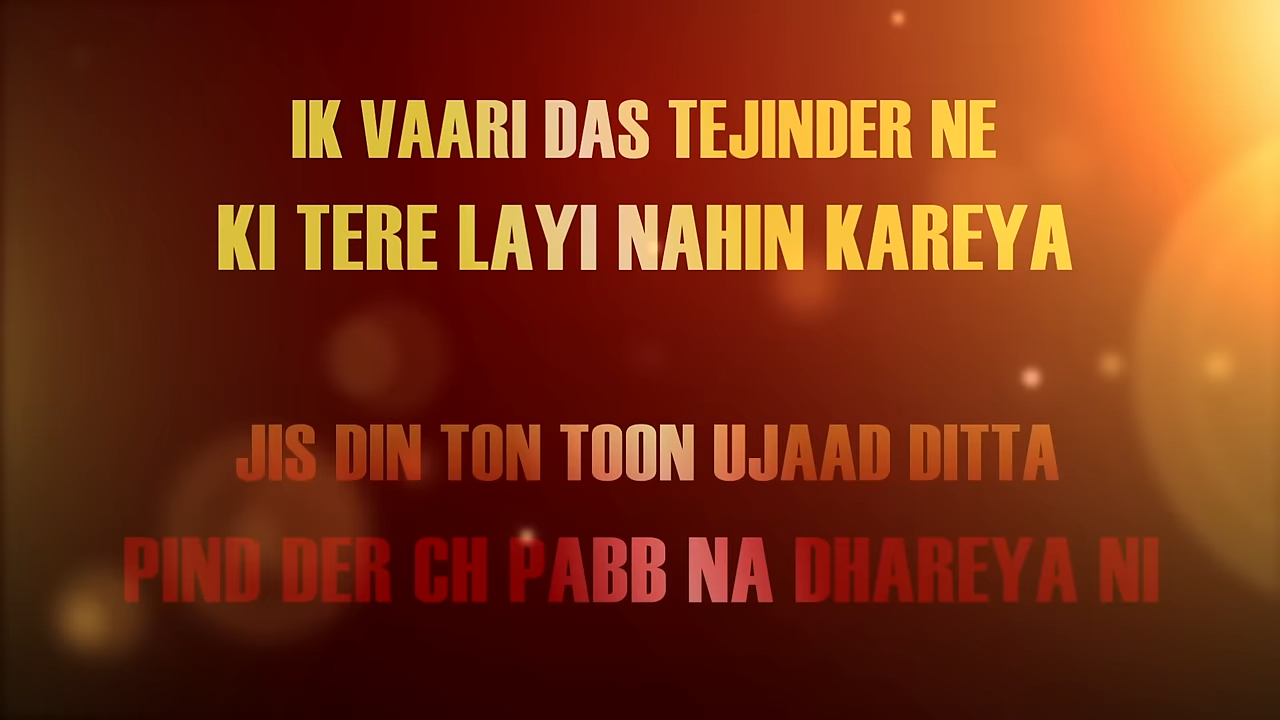 IK VAARI DAS TEJINDER NE
KI TERE LAYI NAHIN KAREYA
JIS DIN TON TOON UJAAD DITTA
PIND DER CH PABB NA DHAREYA NI